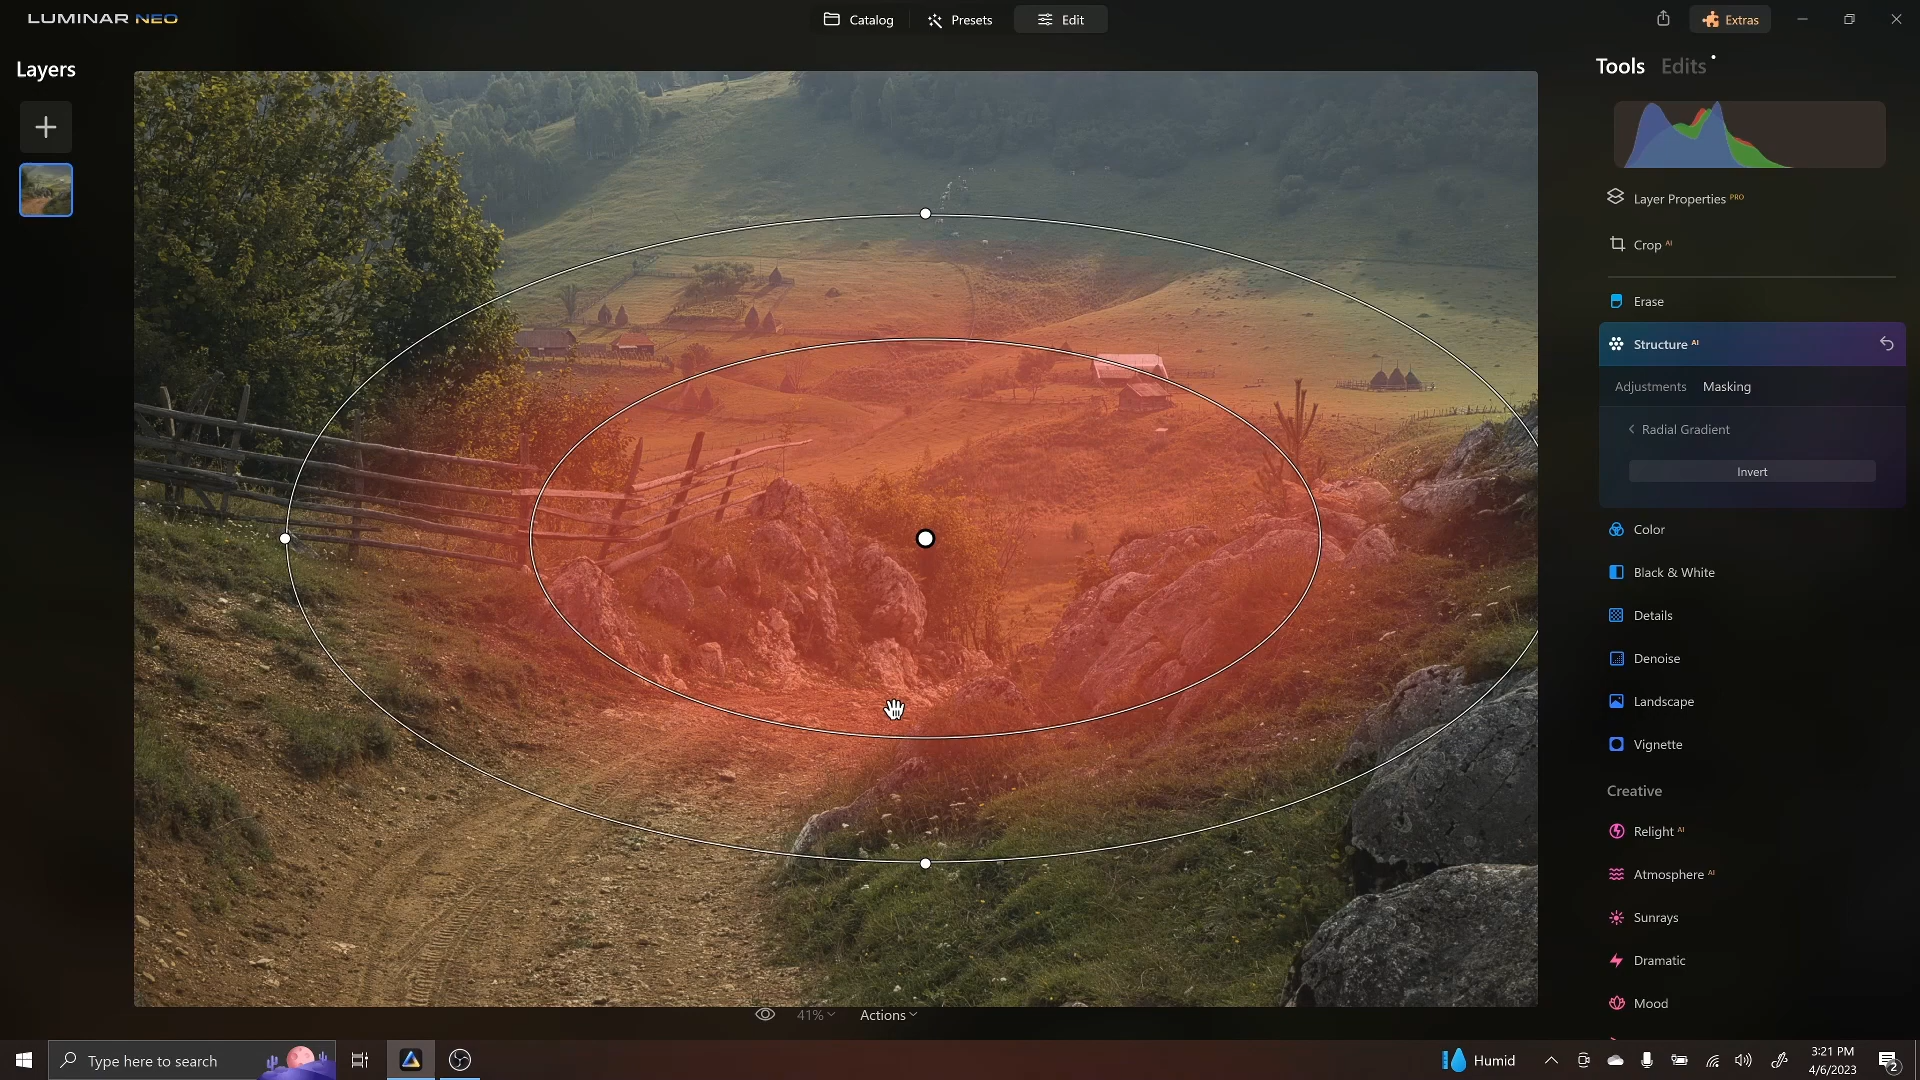 LUMINAR NEO
Catalog
Presets
Edit
Extras
Layers
Tools
Edits
Layer Properties PRO
Crop AI
Erase
Structure AI
Adjustments
Masking
Radial Gradient
Invert
Color
Black & White
Details
Denoise
Landscape
Vignette
Creative
Relight AI
Atmosphere AI
Sunrays
Dramatic
Mood
41%
Actions
Type here to search
Humid
3:21 PM
4/6/2023
2